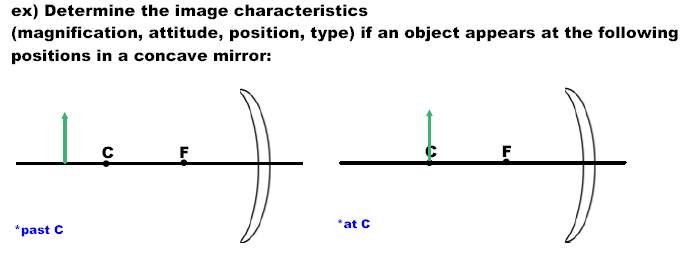 ex) Determine the image characteristics
(magnification, attitude, position, type) if an object appears at the following
positions in a concave mirror:
C F
C F
*past C
*at C